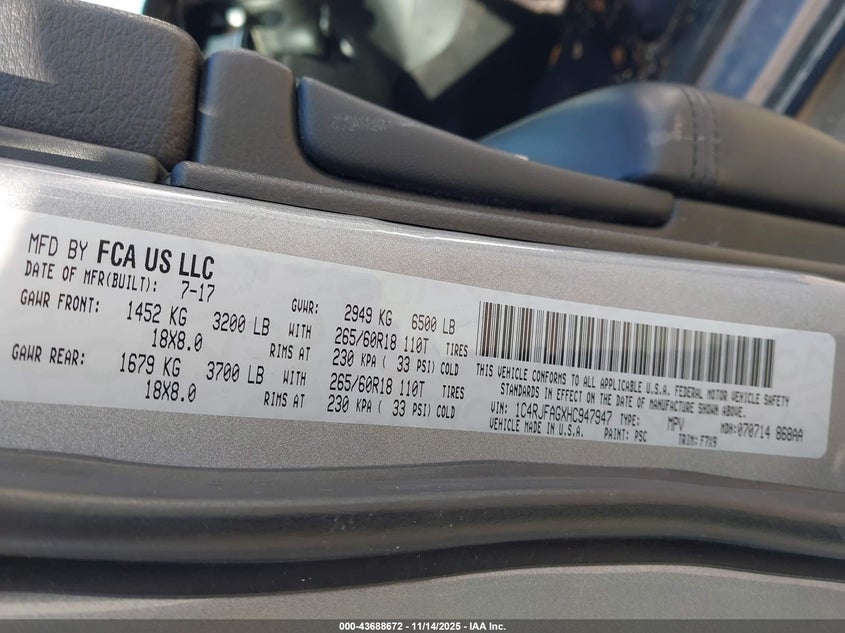 MFD BY FCA US LLC
DATE OF MFR(BUILT): 7-17 GVWR: 2949 KG 6500 LB
GAWR FRONT: 1452 KG 3200 LB WITH 265/60R18 110T TIRES
18X8.0 RIMS AT 230 KPA ( 33 PSI) COLD
GAWR REAR: 1679 KG 3700 LB WITH 265/60R18 110T TIRES
18X8.0 RIMS AT 230 KPA ( 33 PSI) COLD
THIS VEHICLE CONFORMS TO ALL APPLICABLE U.S.A. FEDERAL MOTOR VEHICLE SAFETY
STANDARDS IN EFFECT ON THE DATE OF MANUFACTURE SHOWN ABOVE.
VIN: 1C4RJFAGXHC947947 TYPE: MPV MDH: 070714 868AA
VEHICLE MADE IN U.S.A. PAINT: PSC TRIM: F7X9
000-43688672 - 11/14/2025 - IAA Inc.